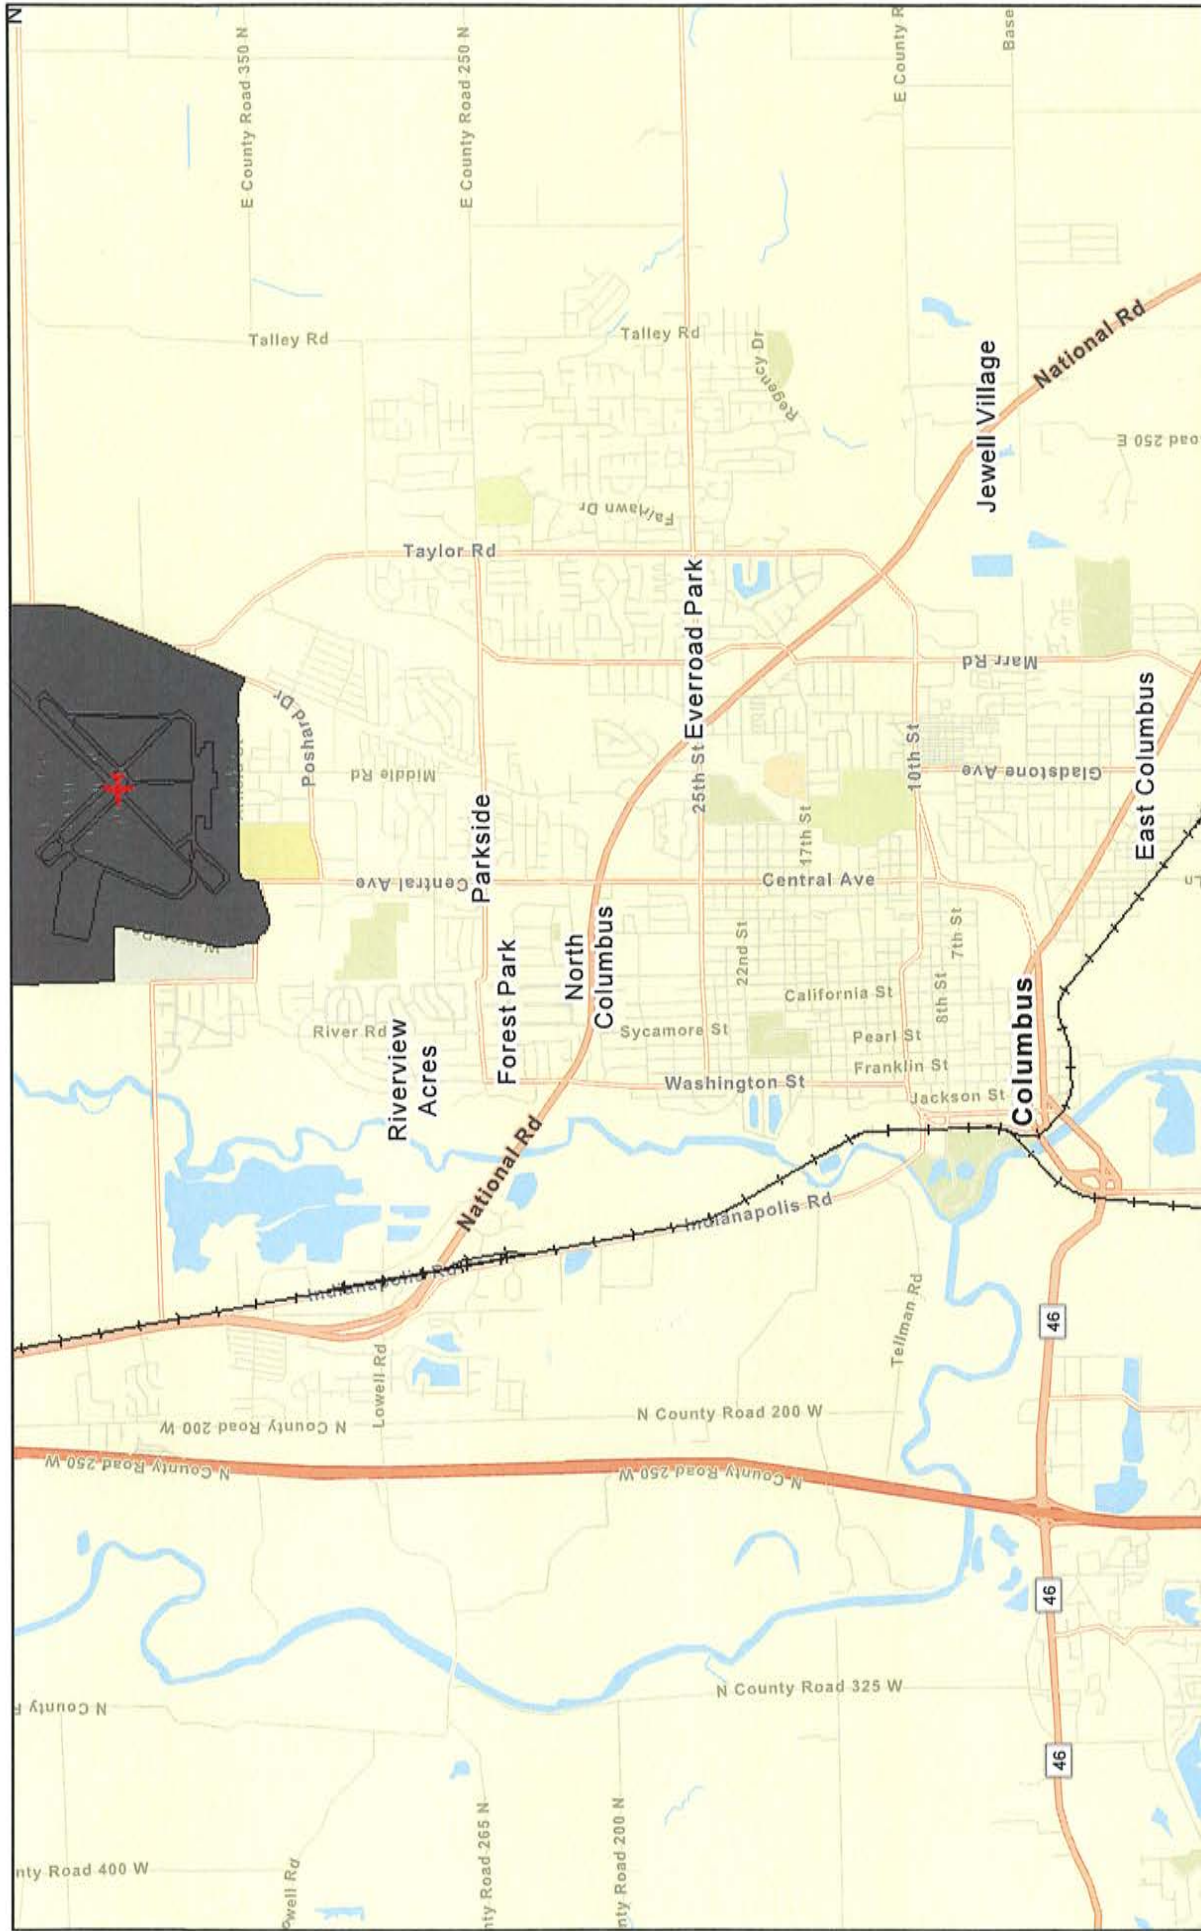 N
E County Road 350 N
E County Road 250 N
E County R
Base
Talley Rd
Talley Rd
Regency Dr
National Rd
Jewell Village
oad 250 E
Fairlawn Dr
Taylor Rd
Everroad Park
Marr Rd
Poshard Dr
Middle Rd
25th St
10th St
Gladstone Ave
East Columbus
Parkside
17th St
Central Ave
Central Ave
Ln
North
Columbus
22nd St
7th St
Forest Park
California St
8th St
Columbus
River Rd
Riverview
Acres
Sycamore St
Pearl St
Franklin St
Washington St
Jackson St
National Rd
Indianapolis Rd
Indianapolis Rd
Tellman Rd
46
Lowell Rd
N County Road 200 W
N County Road 200 W
N County Road 250 W
N County Road 250 W
46
N County R
N County Road 325 W
46
nty Road 400 W
owell Rd
nty Road 265 N
nty Road 200 N